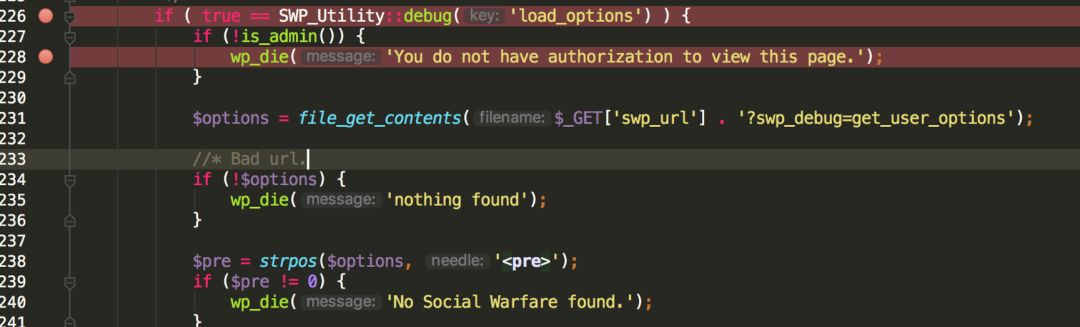 226 if ( true == SWP_Utility::debug( key: 'load_options') ) {
227 if (!is_admin()) {
228 wp_die( message: 'You do not have authorization to view this page.');
229 }
230
231 $options = file_get_contents( filename: $_GET['swp_url'] . '?swp_debug=get_user_options');
232
233 //* Bad url.
234 if (!$options) {
235 wp_die( message: 'nothing found');
236 }
237
238 $pre = strpos($options, needle: '<pre>');
239 if ($pre != 0) {
240 wp_die( message: 'No Social Warfare found.');
241 }